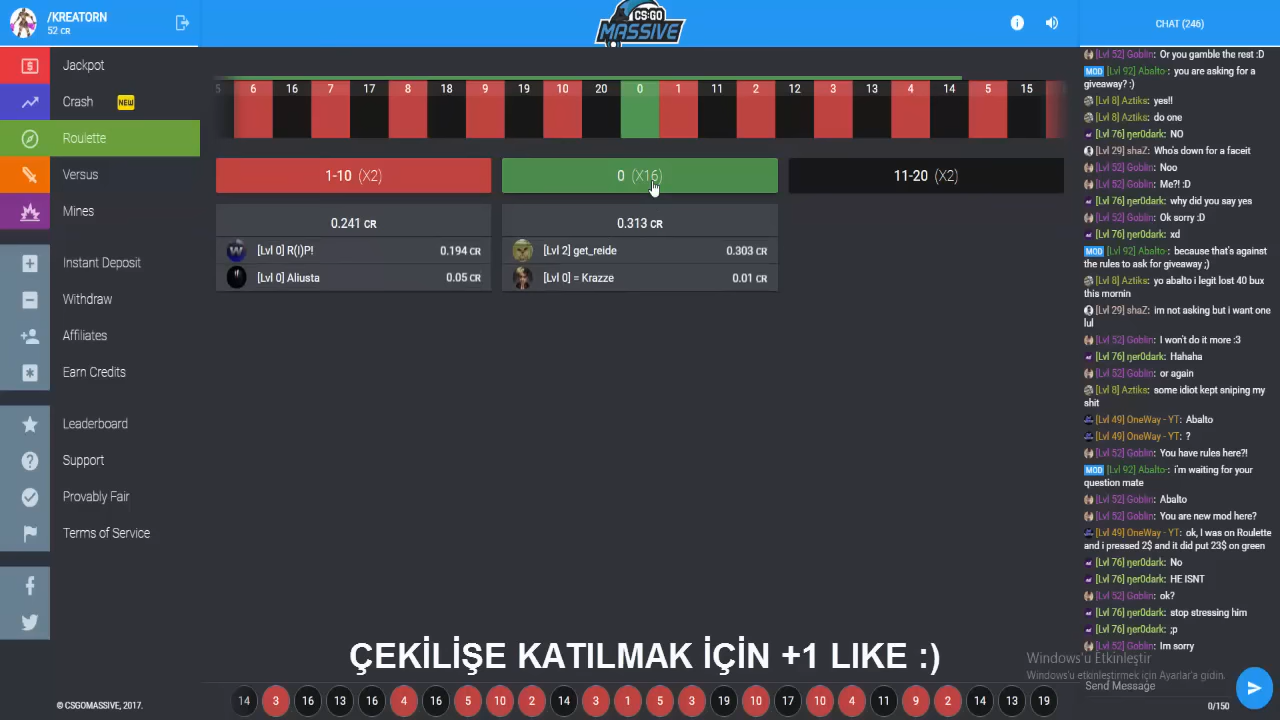 /KREATORN
52 CR
CS:GO
MASSIVE
CHAT (246)
Jackpot
Crash NEW
Roulette
Versus
Mines
Instant Deposit
Withdraw
Affiliates
Earn Credits
Leaderboard
Support
Provably Fair
Terms of Service
© CSGOMASSIVE, 2017.
5 6 16 7 17 8 18 9 19 10 20 0 1 11 2 12 3 13 4 14 5 15
1-10 (X2)
0 (X16)
11-20 (X2)
0.241 CR
[Lvl 0] R(I)P! 0.194 CR
[Lvl 0] Aliusta 0.05 CR
0.313 CR
[Lvl 2] get_reide 0.303 CR
[Lvl 0] = Krazze 0.01 CR
ÇEKİLİŞE KATILMAK İÇİN +1 LIKE :)
14 3 16 13 16 4 16 5 10 2 14 3 1 5 3 19 10 17 10 4 11 9 2 14 13 19
[Lvl 52] Goblin: Or you gamble the rest :D
MOD [Lvl 92] Abalto: you are asking for a
giveaway? :)
[Lvl 8] Aztiks: yes!!
[Lvl 8] Aztiks: do one
[Lvl 76] ŋer0dark: NO
[Lvl 29] shaZ: Who's down for a faceit
[Lvl 52] Goblin: Noo
[Lvl 52] Goblin: Me?! :D
[Lvl 76] ŋer0dark: why did you say yes
[Lvl 52] Goblin: Ok sorry :D
[Lvl 76] ŋer0dark: xd
MOD [Lvl 92] Abalto: because that's against
the rules to ask for giveaway ;)
[Lvl 8] Aztiks: yo abalto i legit lost 40 bux
this mornin
[Lvl 29] shaZ: im not asking but i want one
lul
[Lvl 52] Goblin: I won't do it more :3
[Lvl 76] ŋer0dark: Hahaha
[Lvl 52] Goblin: or again
[Lvl 8] Aztiks: some idiot kept sniping my
shit
[Lvl 49] OneWay - YT: Abalto
[Lvl 49] OneWay - YT: ?
[Lvl 52] Goblin: You have rules here?!
MOD [Lvl 92] Abalto: i'm waiting for your
question mate
[Lvl 52] Goblin: Abalto
[Lvl 52] Goblin: You are new mod here?
[Lvl 49] OneWay - YT: ok, I was on Roulette
and i pressed 2$ and it did put 23$ on green
[Lvl 76] ŋer0dark: No
[Lvl 76] ŋer0dark: HE ISNT
[Lvl 52] Goblin: ok?
[Lvl 76] ŋer0dark: stop stressing him
[Lvl 76] ŋer0dark: ;p
[Lvl 52] Goblin: Im sorry
Windows'u Etkinleştir
Windows'u etkinleştirmek için Ayarlar'a gidin.
Send Message
0/150